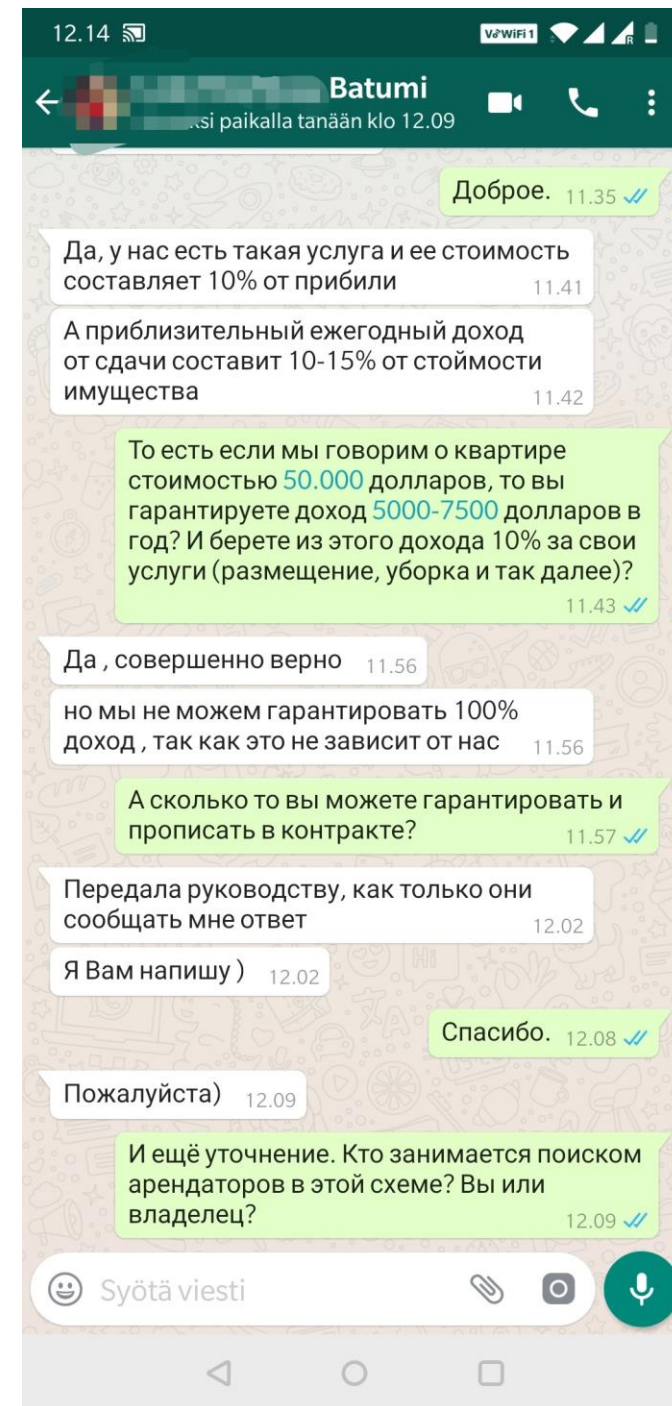 12.14
VoWiFi1
R
Batumi
paikalla tanään klo 12.09
Доброе. 11.35
Да, у нас есть такая услуга и ее стоимость
составляет 10% от прибили 11.41
А приблизительный ежегодный доход
от сдачи составит 10-15% от стоймости
имущества 11.42
То есть если мы говорим о квартире
стоимостью 50.000 долларов, то вы
гарантируете доход 5000-7500 долларов в
год? И берете из этого дохода 10% за свои
услуги (размещение, уборка и так далее)?
11.43
Да , совершенно верно 11.56
но мы не можем гарантировать 100%
доход , так как это не зависит от нас 11.56
А сколько то вы можете гарантировать и
прописать в контракте? 11.57
Передала руководству, как только они
сообщать мне ответ 12.02
Я Вам напишу ) 12.02
Спасибо. 12.08
Пожалуйста) 12.09
И ещё уточнение. Кто занимается поиском
арендаторов в этой схеме? Вы или
владелец? 12.09
Syötä viesti